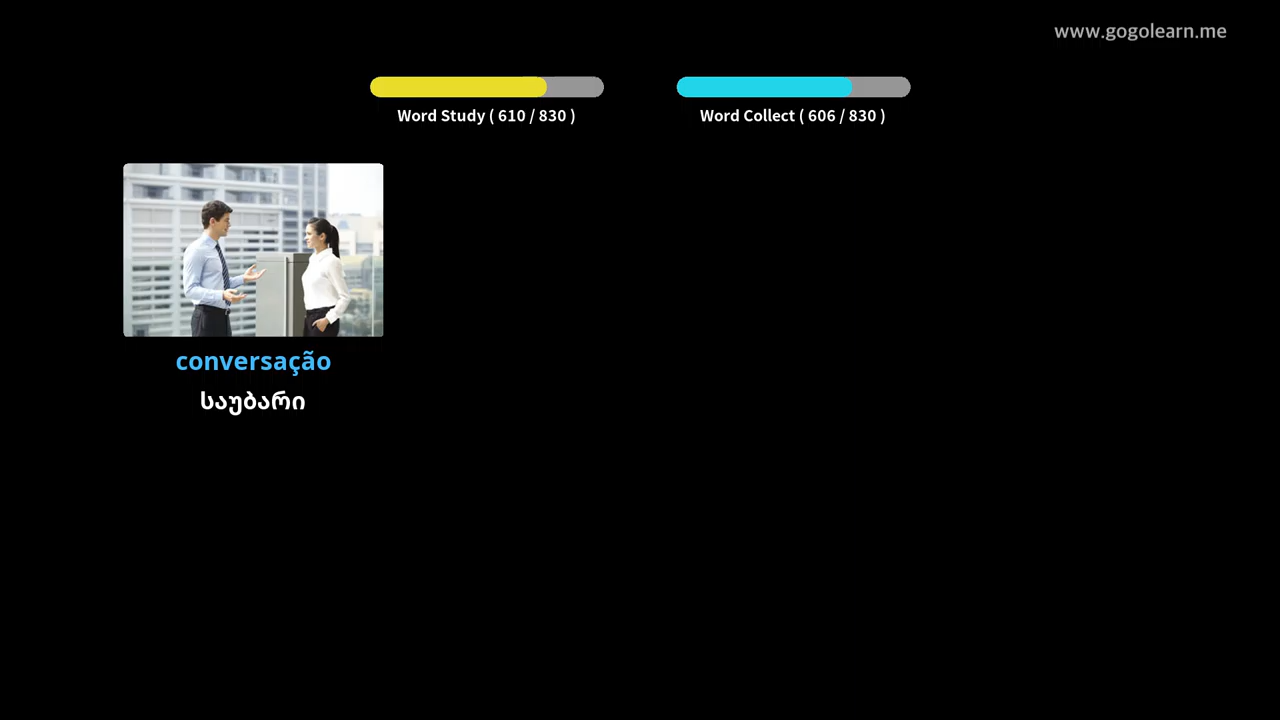 www.gogolearn.me
Word Study ( 610 / 830 )
Word Collect ( 606 / 830 )
conversação
საუბარი